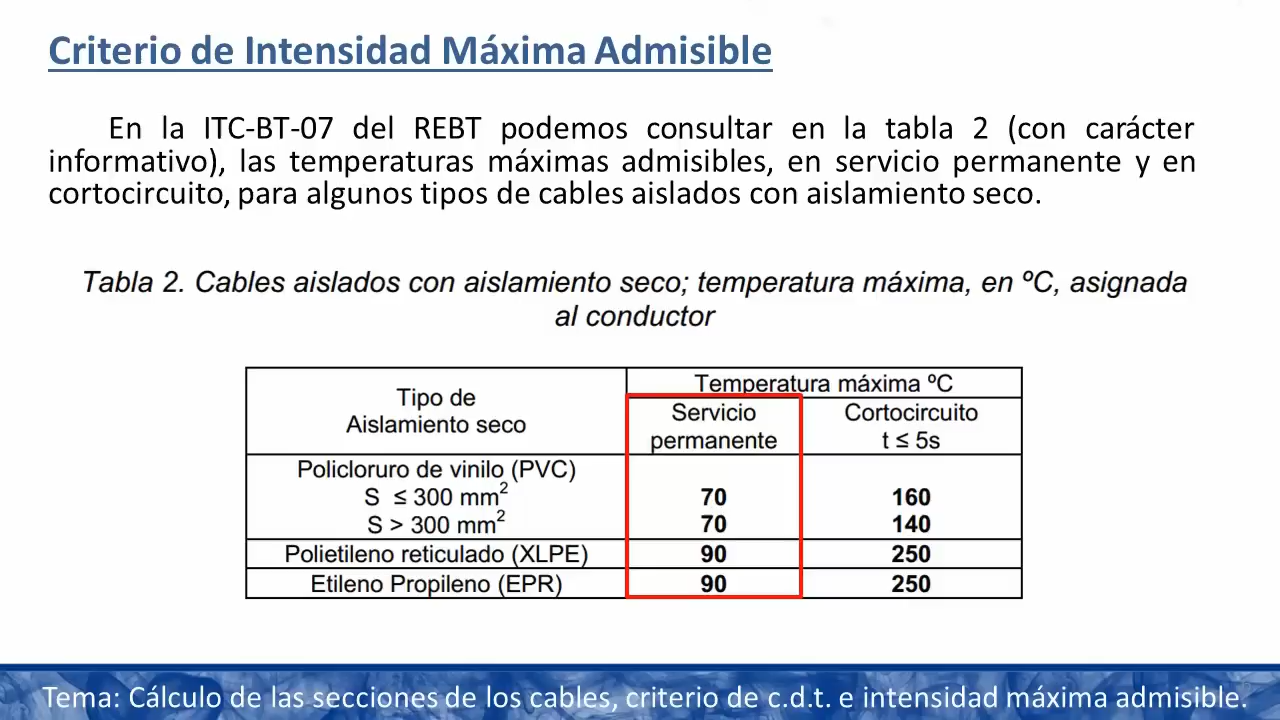 Criterio de Intensidad Máxima Admisible
En la ITC-BT-07 del REBT podemos consultar en la tabla 2 (con carácter
informativo), las temperaturas máximas admisibles, en servicio permanente y en
cortocircuito, para algunos tipos de cables aislados con aislamiento seco.
Tabla 2. Cables aislados con aislamiento seco; temperatura máxima, en ºC, asignada
al conductor
Tipo de
Aislamiento seco
Temperatura máxima ºC
Servicio
permanente
Cortocircuito
t ≤ 5s
Policloruro de vinilo (PVC)
S ≤ 300 mm² 70 160
S > 300 mm² 70 140
Polietileno reticulado (XLPE) 90 250
Etileno Propileno (EPR) 90 250
Tema: Cálculo de las secciones de los cables, criterio de c.d.t. e intensidad máxima admisible.